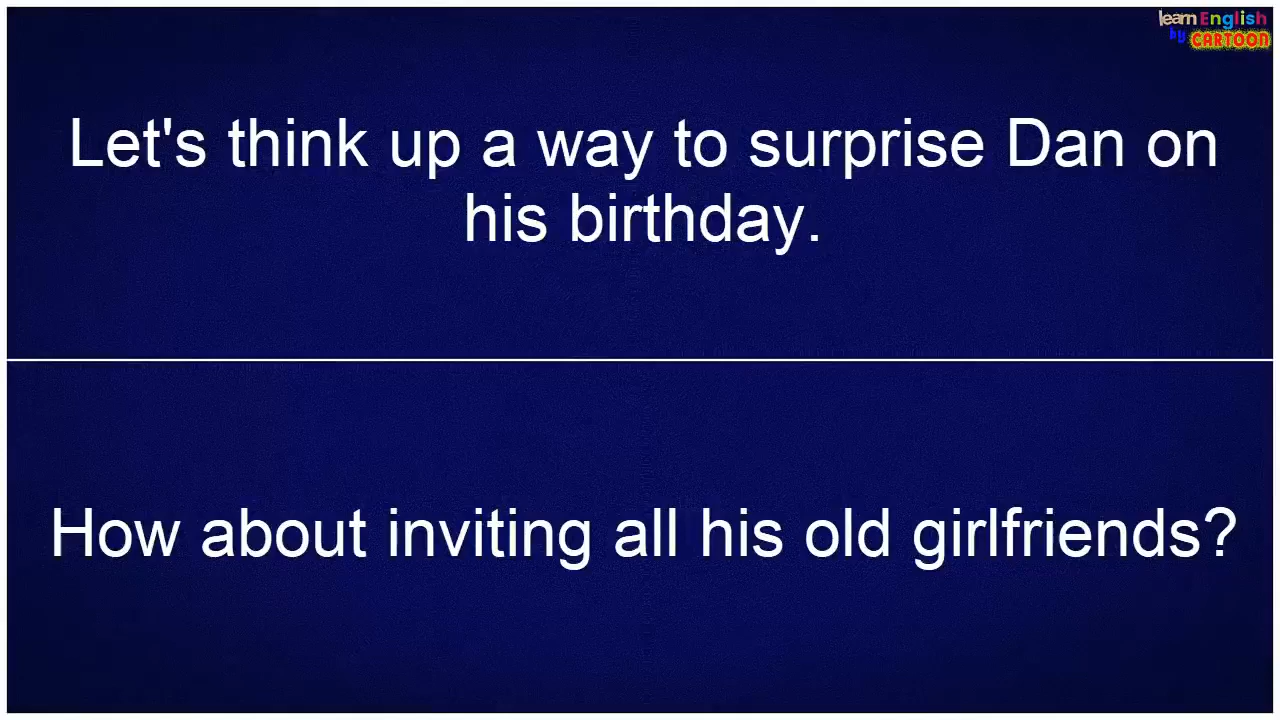 learn English
by CARTOON
Let's think up a way to surprise Dan on
his birthday.
How about inviting all his old girlfriends?